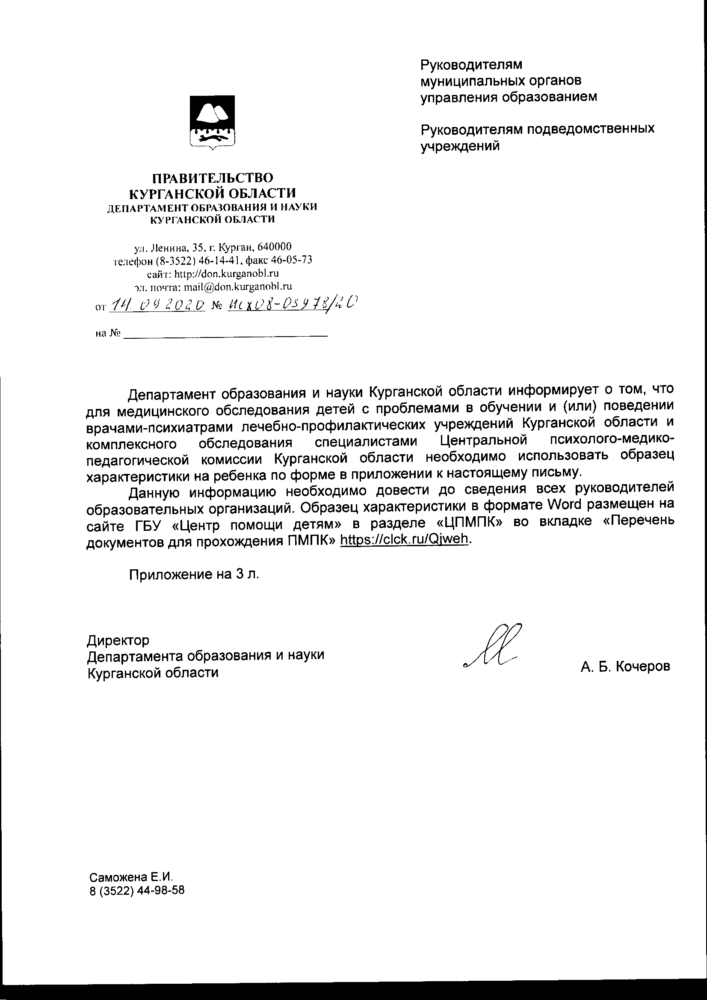 Руководителям
муниципальных органов
управления образованием
Руководителям подведомственных
учреждений
ПРАВИТЕЛЬСТВО
КУРГАНСКОЙ ОБЛАСТИ
ДЕПАРТАМЕНТ ОБРАЗОВАНИЯ И НАУКИ
КУРГАНСКОЙ ОБЛАСТИ
ул. Ленина, 35, г. Курган, 640000
телефон (8-3522) 46-14-41, факс 46-05-73
сайт: http://don.kurganobl.ru
эл. почта: mail@don.kurganobl.ru
от 14.09.2020 № исх08-03978/20
на №
Департамент образования и науки Курганской области информирует о том, что
для медицинского обследования детей с проблемами в обучении и (или) поведении
врачами-психиатрами лечебно-профилактических учреждений Курганской области и
комплексного обследования специалистами Центральной психолого-медико-
педагогической комиссии Курганской области необходимо использовать образец
характеристики на ребенка по форме в приложении к настоящему письму.
Данную информацию необходимо довести до сведения всех руководителей
образовательных организаций. Образец характеристики в формате Word размещен на
сайте ГБУ «Центр помощи детям» в разделе «ЦПМПК» во вкладке «Перечень
документов для прохождения ПМПК» https://clck.ru/Qjweh.
Приложение на 3 л.
Директор
Департамента образования и науки
Курганской области
А. Б. Кочеров
Саможена Е.И.
8 (3522) 44-98-58